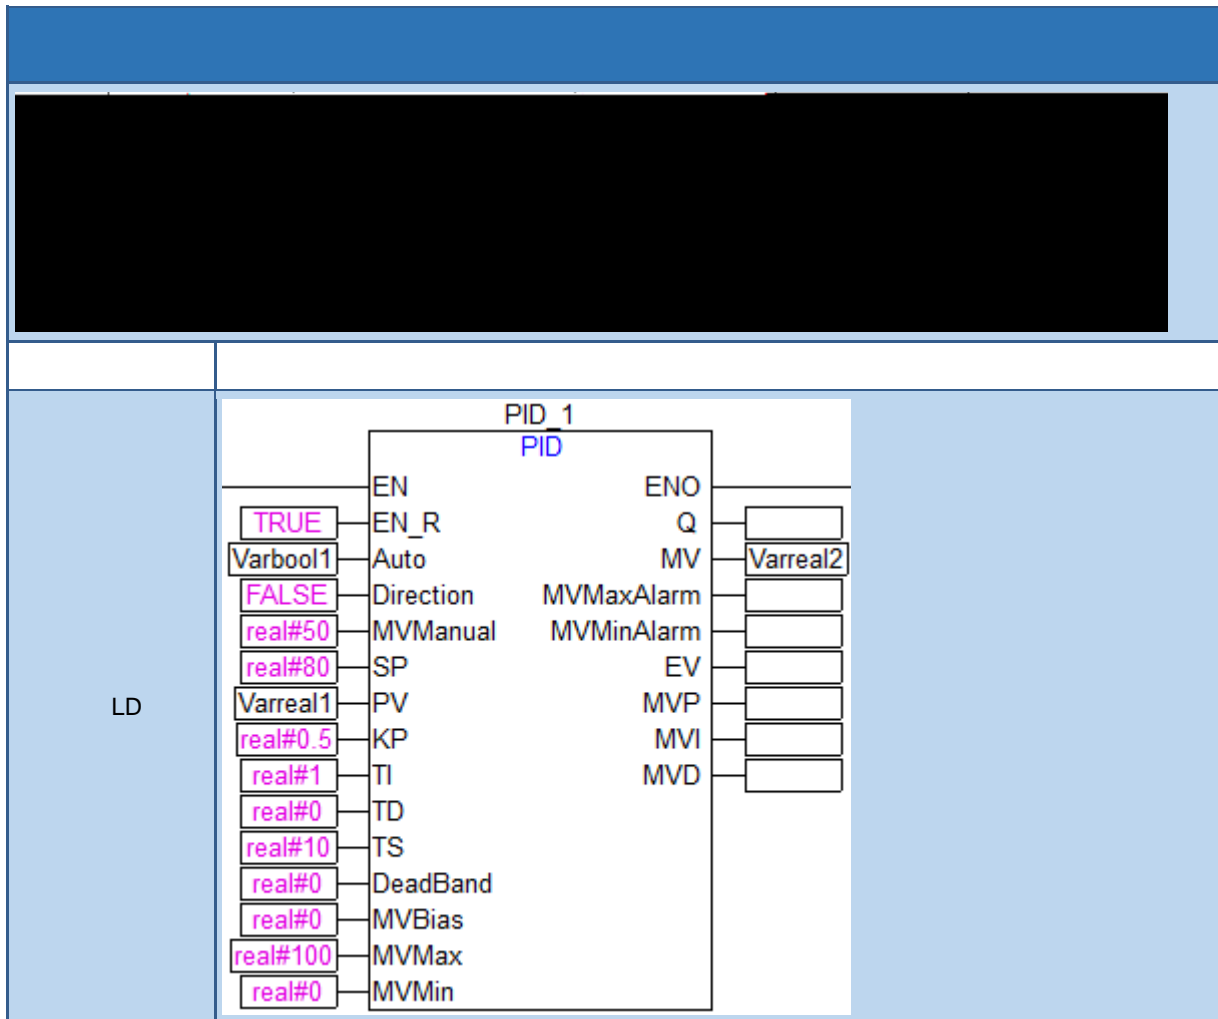 PID_1
PID
EN ENO
TRUE EN_R Q
Varbool1 Auto MV Varreal2
FALSE Direction MVMaxAlarm
real#50 MVManual MVMinAlarm
real#80 SP EV
Varreal1 PV MVP
real#0.5 KP MVI
real#1 TI MVD
real#0 TD
real#10 TS
real#0 DeadBand
real#0 MVBias
real#100 MVMax
real#0 MVMin
LD